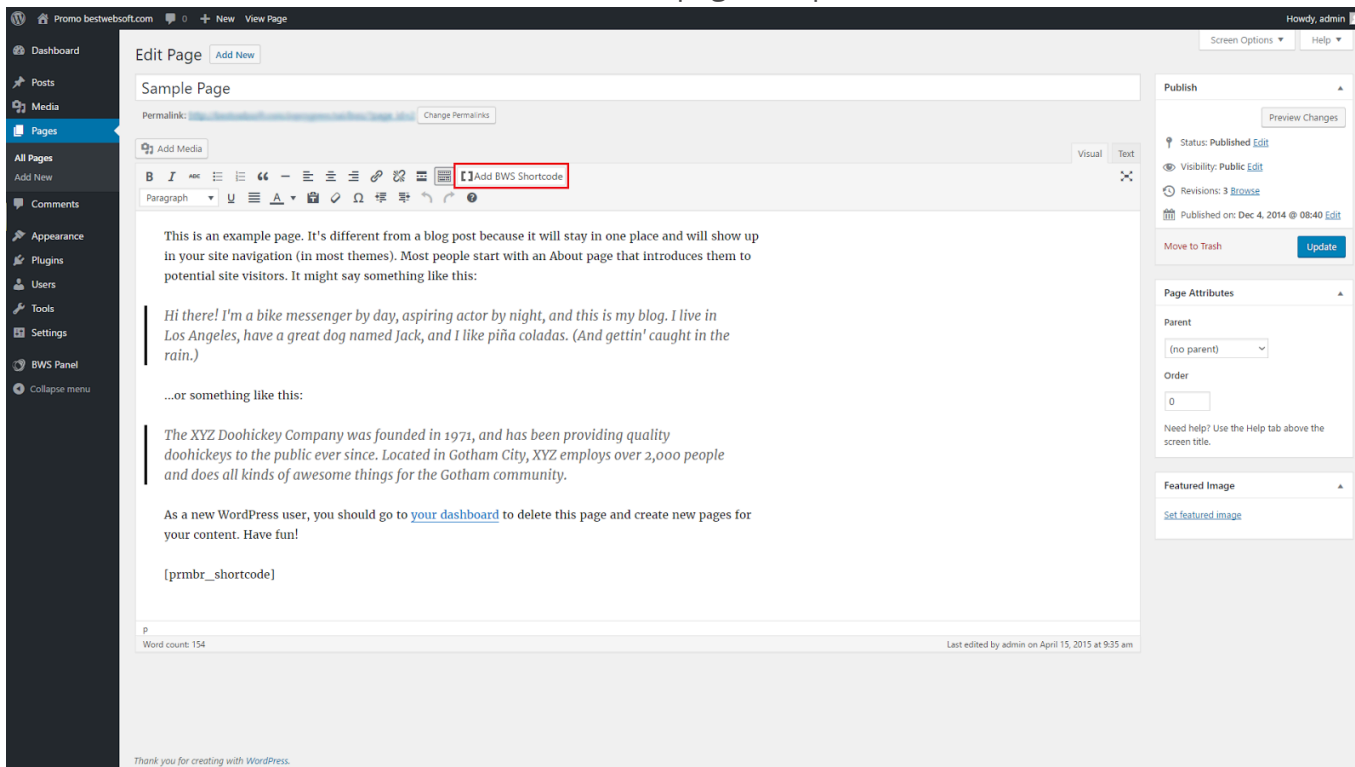 page
Promo bestwebsoft.com 0 + New View Page
Howdy, admin
Screen Options ▼ Help ▼
Dashboard
Posts
Media
Pages
All Pages
Add New
Comments
Appearance
Plugins
Users
Tools
Settings
BWS Panel
Collapse menu
Edit Page Add New
Sample Page
Permalink: Change Permalinks
Add Media
Visual Text
B I ABC [ ]Add BWS Shortcode
Paragraph U A Ω
This is an example page. It's different from a blog post because it will stay in one place and will show up
in your site navigation (in most themes). Most people start with an About page that introduces them to
potential site visitors. It might say something like this:
Hi there! I'm a bike messenger by day, aspiring actor by night, and this is my blog. I live in
Los Angeles, have a great dog named Jack, and I like piña coladas. (And gettin' caught in the
rain.)
...or something like this:
The XYZ Doohickey Company was founded in 1971, and has been providing quality
doohickeys to the public ever since. Located in Gotham City, XYZ employs over 2,000 people
and does all kinds of awesome things for the Gotham community.
As a new WordPress user, you should go to your dashboard to delete this page and create new pages for
your content. Have fun!
[prmbr_shortcode]
p
Word count: 154
Last edited by admin on April 15, 2015 at 9:35 am
Publish
Preview Changes
Status: Published Edit
Visibility: Public Edit
Revisions: 3 Browse
Published on: Dec 4, 2014 @ 08:40 Edit
Move to Trash Update
Page Attributes
Parent
(no parent)
Order
0
Need help? Use the Help tab above the
screen title.
Featured Image
Set featured image
Thank you for creating with WordPress.